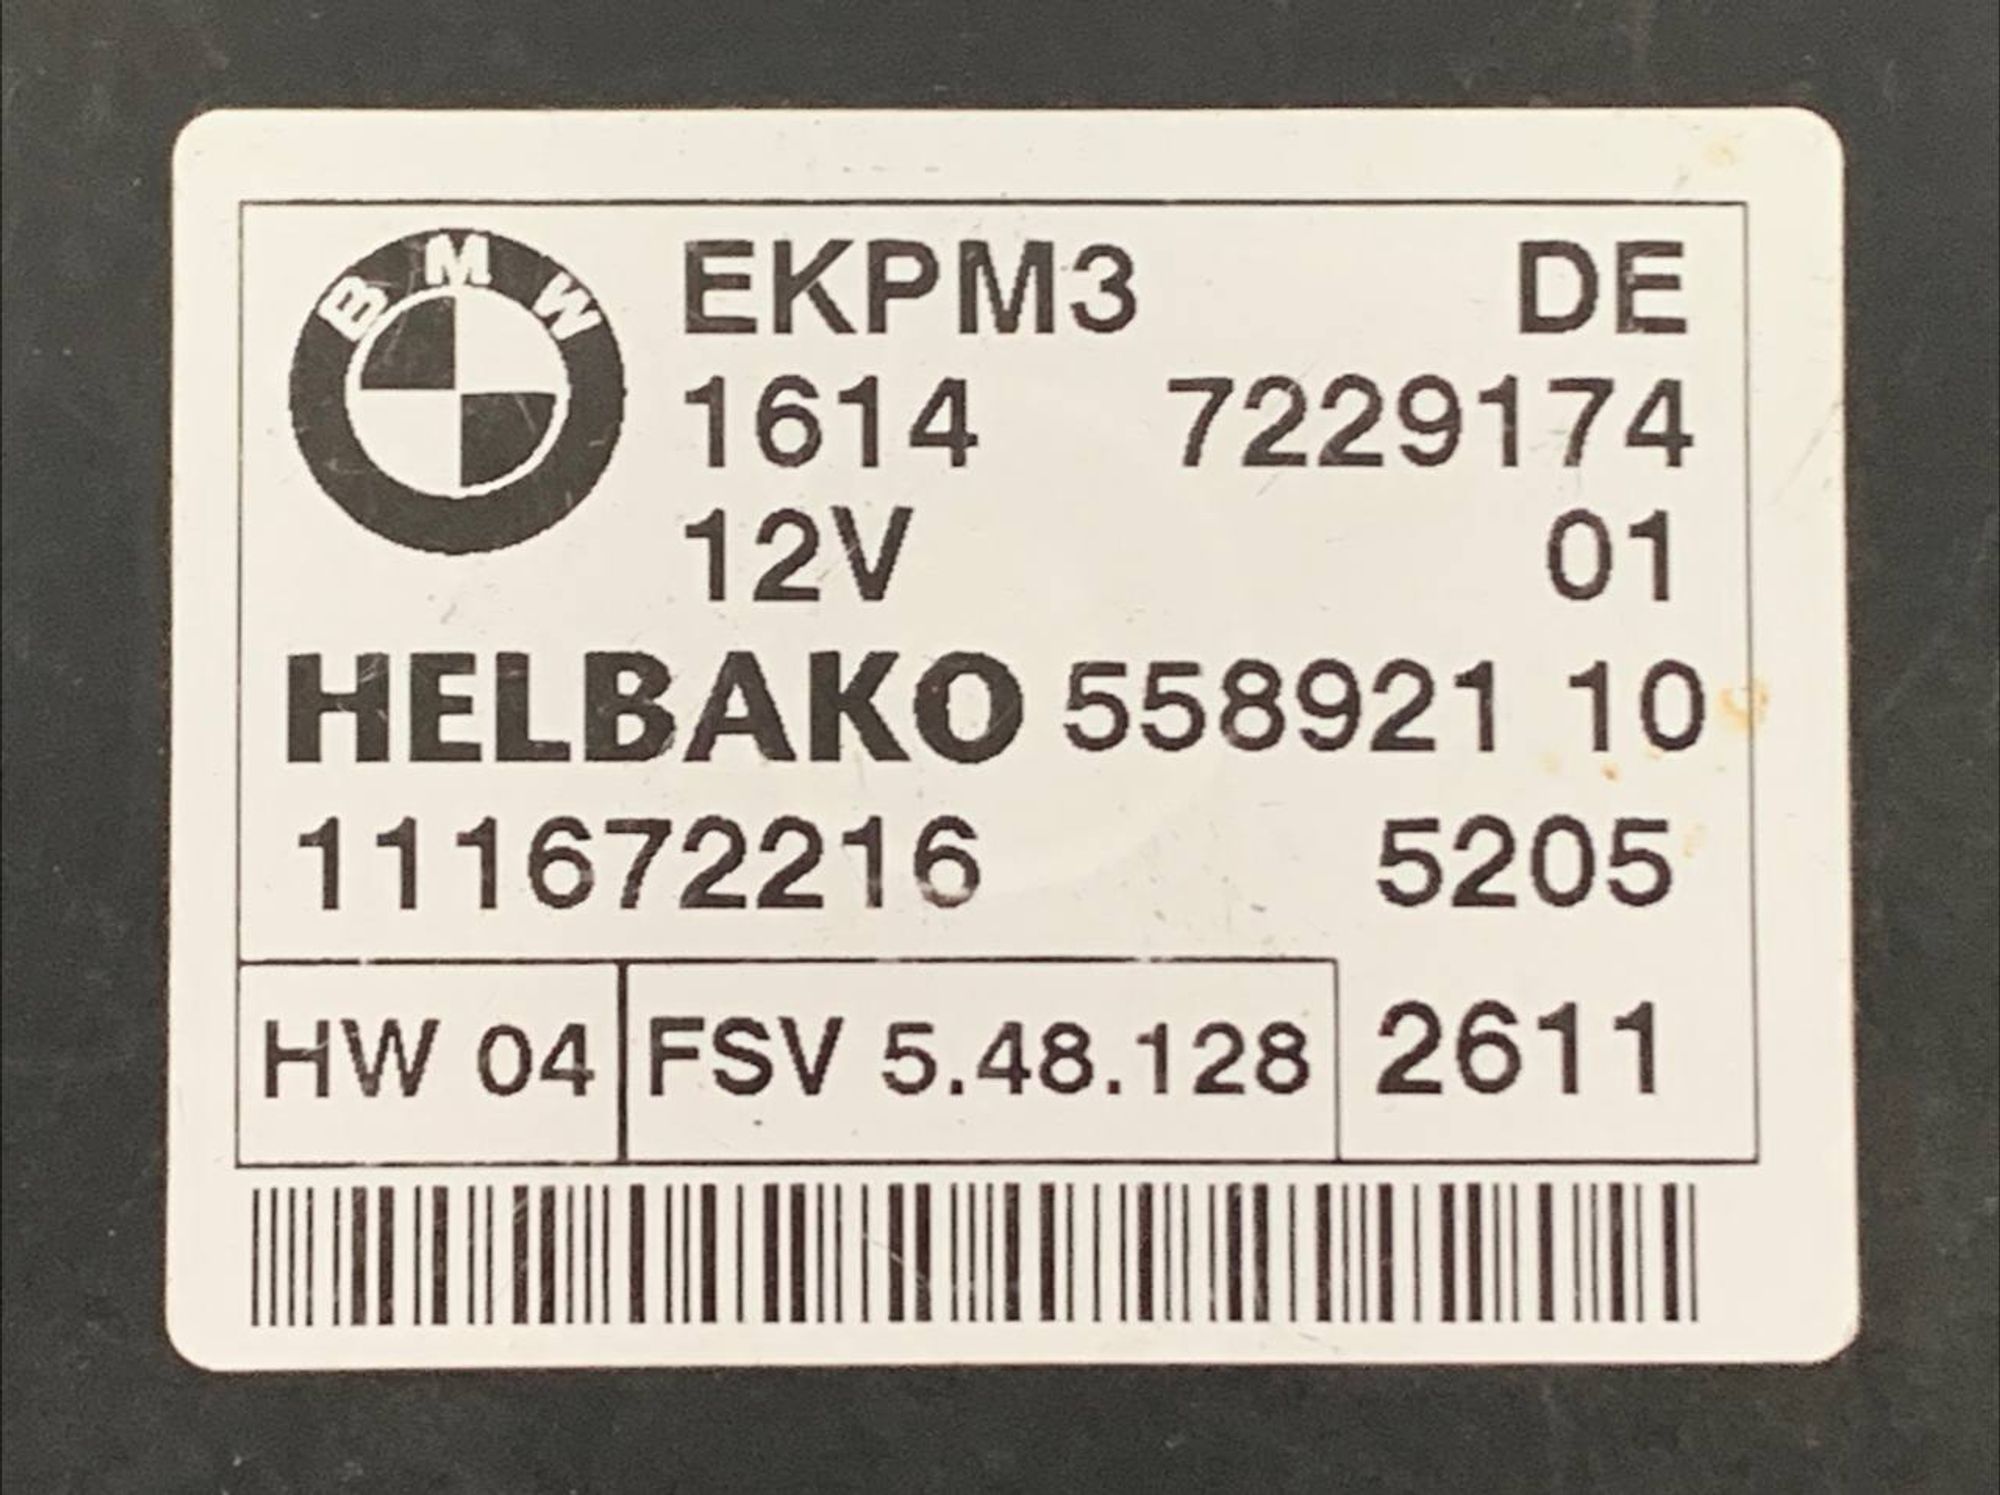 BMW
EKPM3 DE
1614 7229174
12V 01
HELBAKO 558921 10
111672216 5205
HW 04 FSV 5.48.128 2611